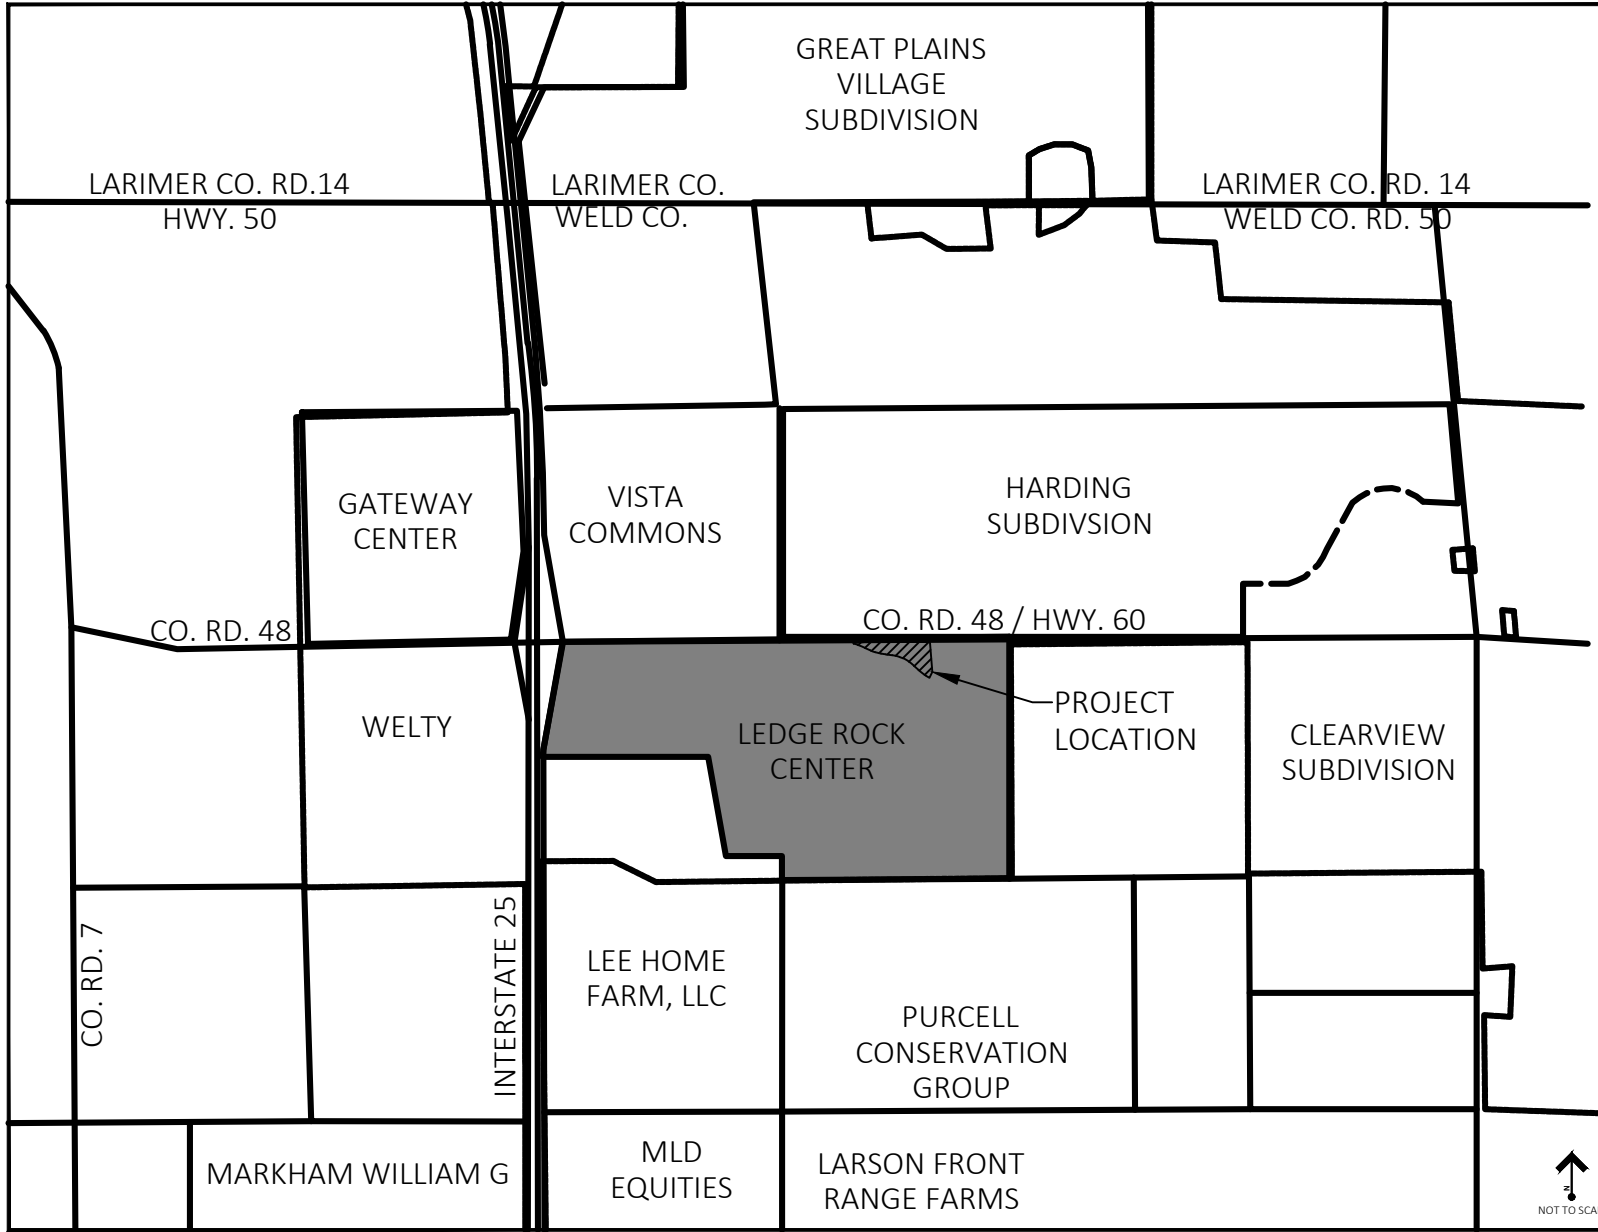 GREAT PLAINS
VILLAGE
SUBDIVISION
LARIMER CO. RD.14
HWY. 50
LARIMER CO.
WELD CO.
LARIMER CO. RD. 14
WELD CO. RD. 50
GATEWAY
CENTER
VISTA
COMMONS
HARDING
SUBDIVSION
CO. RD. 48
CO. RD. 48 / HWY. 60
WELTY
LEDGE ROCK
CENTER
PROJECT
LOCATION
CLEARVIEW
SUBDIVISION
CO. RD. 7
INTERSTATE 25
LEE HOME
FARM, LLC
PURCELL
CONSERVATION
GROUP
MARKHAM WILLIAM G
MLD
EQUITIES
LARSON FRONT
RANGE FARMS
N
NOT TO SCA